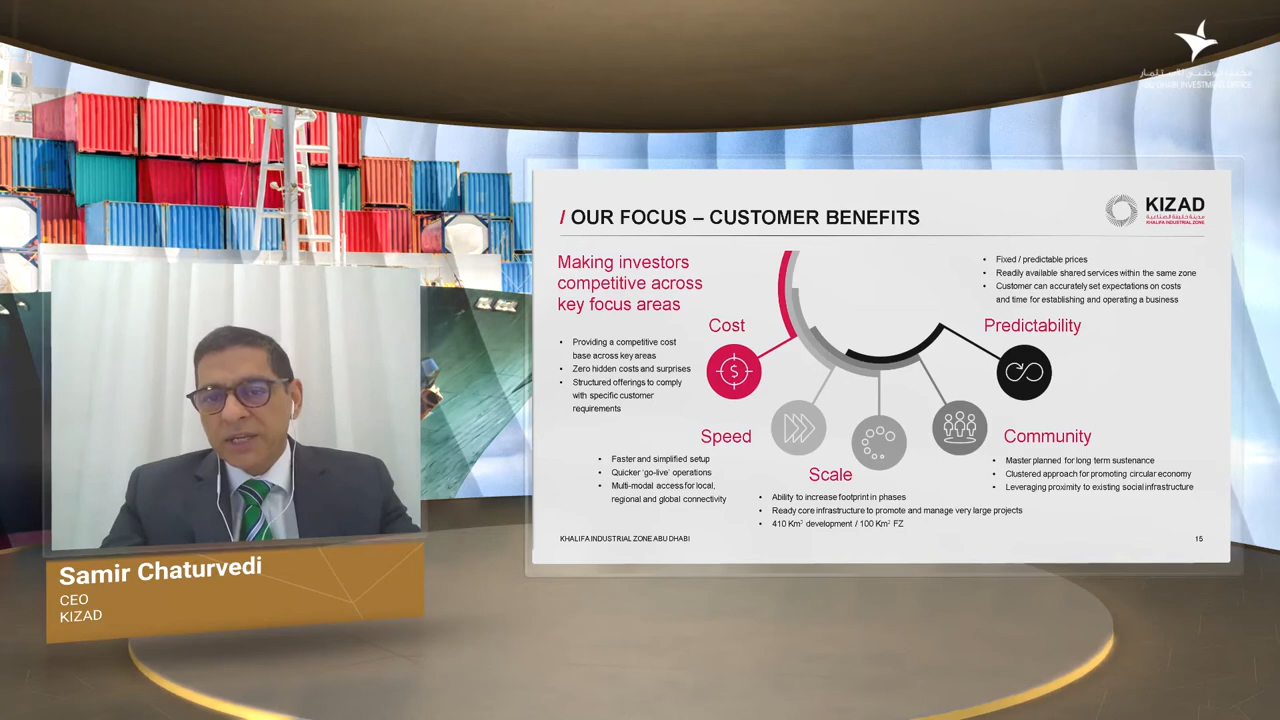 مكتب أبوظبي للاستثمار
ABU DHABI INVESTMENT OFFICE
/ OUR FOCUS – CUSTOMER BENEFITS
KIZAD
مدينة خليفة الصناعية
KHALIFA INDUSTRIAL ZONE
Making investors
competitive across
key focus areas
Cost
• Providing a competitive cost
base across key areas
• Zero hidden costs and surprises
• Structured offerings to comply
with specific customer
requirements
Speed
• Faster and simplified setup
• Quicker ‘go-live’ operations
• Multi-modal access for local,
regional and global connectivity
Scale
• Ability to increase footprint in phases
• Ready core infrastructure to promote and manage very large projects
• 410 Km² development / 100 Km² FZ
Community
• Master planned for long term sustenance
• Clustered approach for promoting circular economy
• Leveraging proximity to existing social infrastructure
• Fixed / predictable prices
• Readily available shared services within the same zone
• Customer can accurately set expectations on costs
and time for establishing and operating a business
Predictability
KHALIFA INDUSTRIAL ZONE ABU DHABI
15
Samir Chaturvedi
CEO
KIZAD